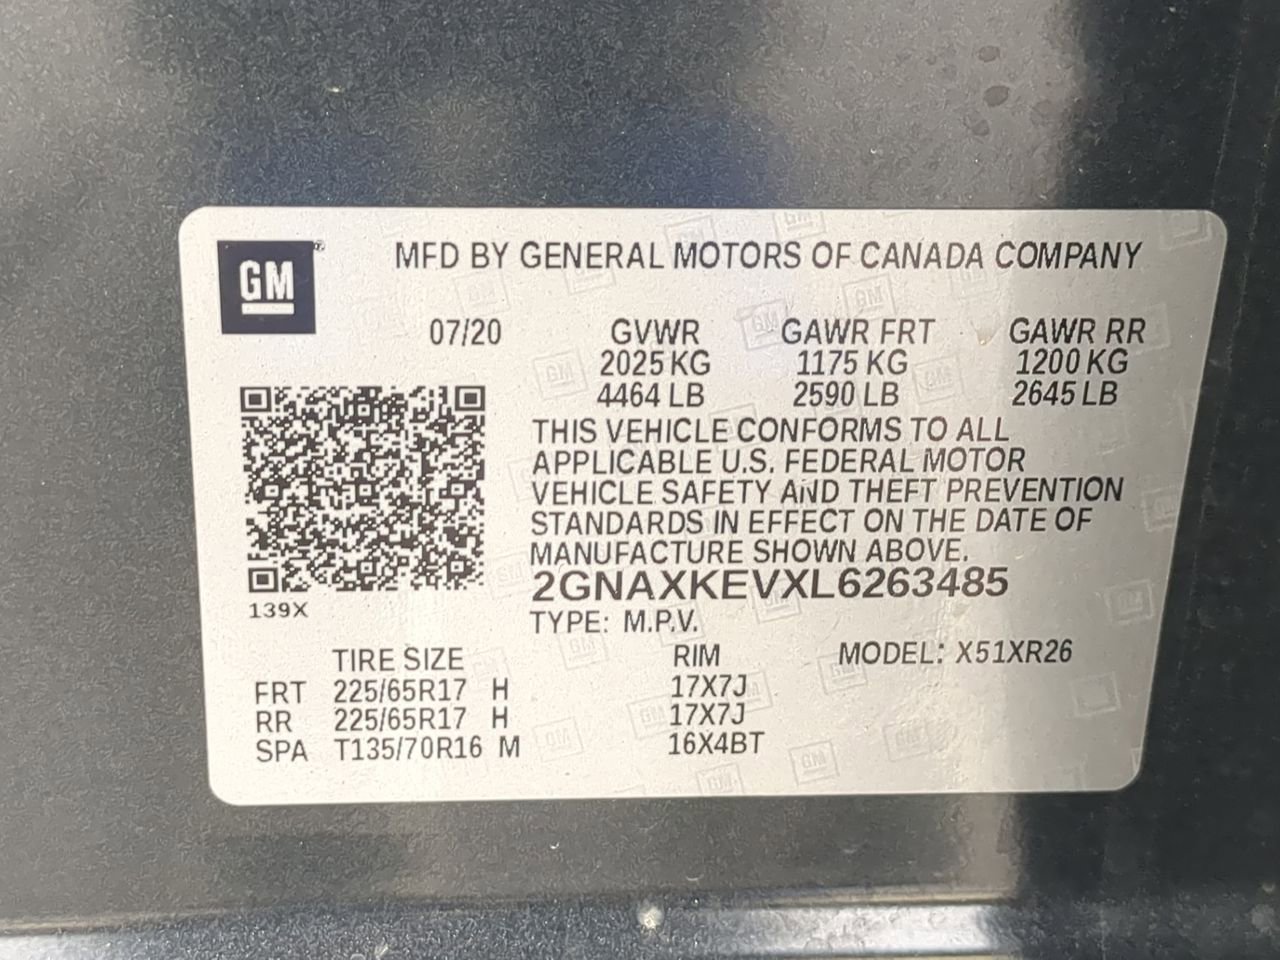 GM®
MFD BY GENERAL MOTORS OF CANADA COMPANY
07/20 GVWR GAWR FRT GAWR RR
2025 KG 1175 KG 1200 KG
4464 LB 2590 LB 2645 LB
THIS VEHICLE CONFORMS TO ALL
APPLICABLE U.S. FEDERAL MOTOR
VEHICLE SAFETY AND THEFT PREVENTION
STANDARDS IN EFFECT ON THE DATE OF
MANUFACTURE SHOWN ABOVE.
2GNAXKEVXL6263485
139X
TYPE: M.P.V.
TIRE SIZE RIM MODEL: X51XR26
FRT 225/65R17 H 17X7J
RR 225/65R17 H 17X7J
SPA T135/70R16 M 16X4BT